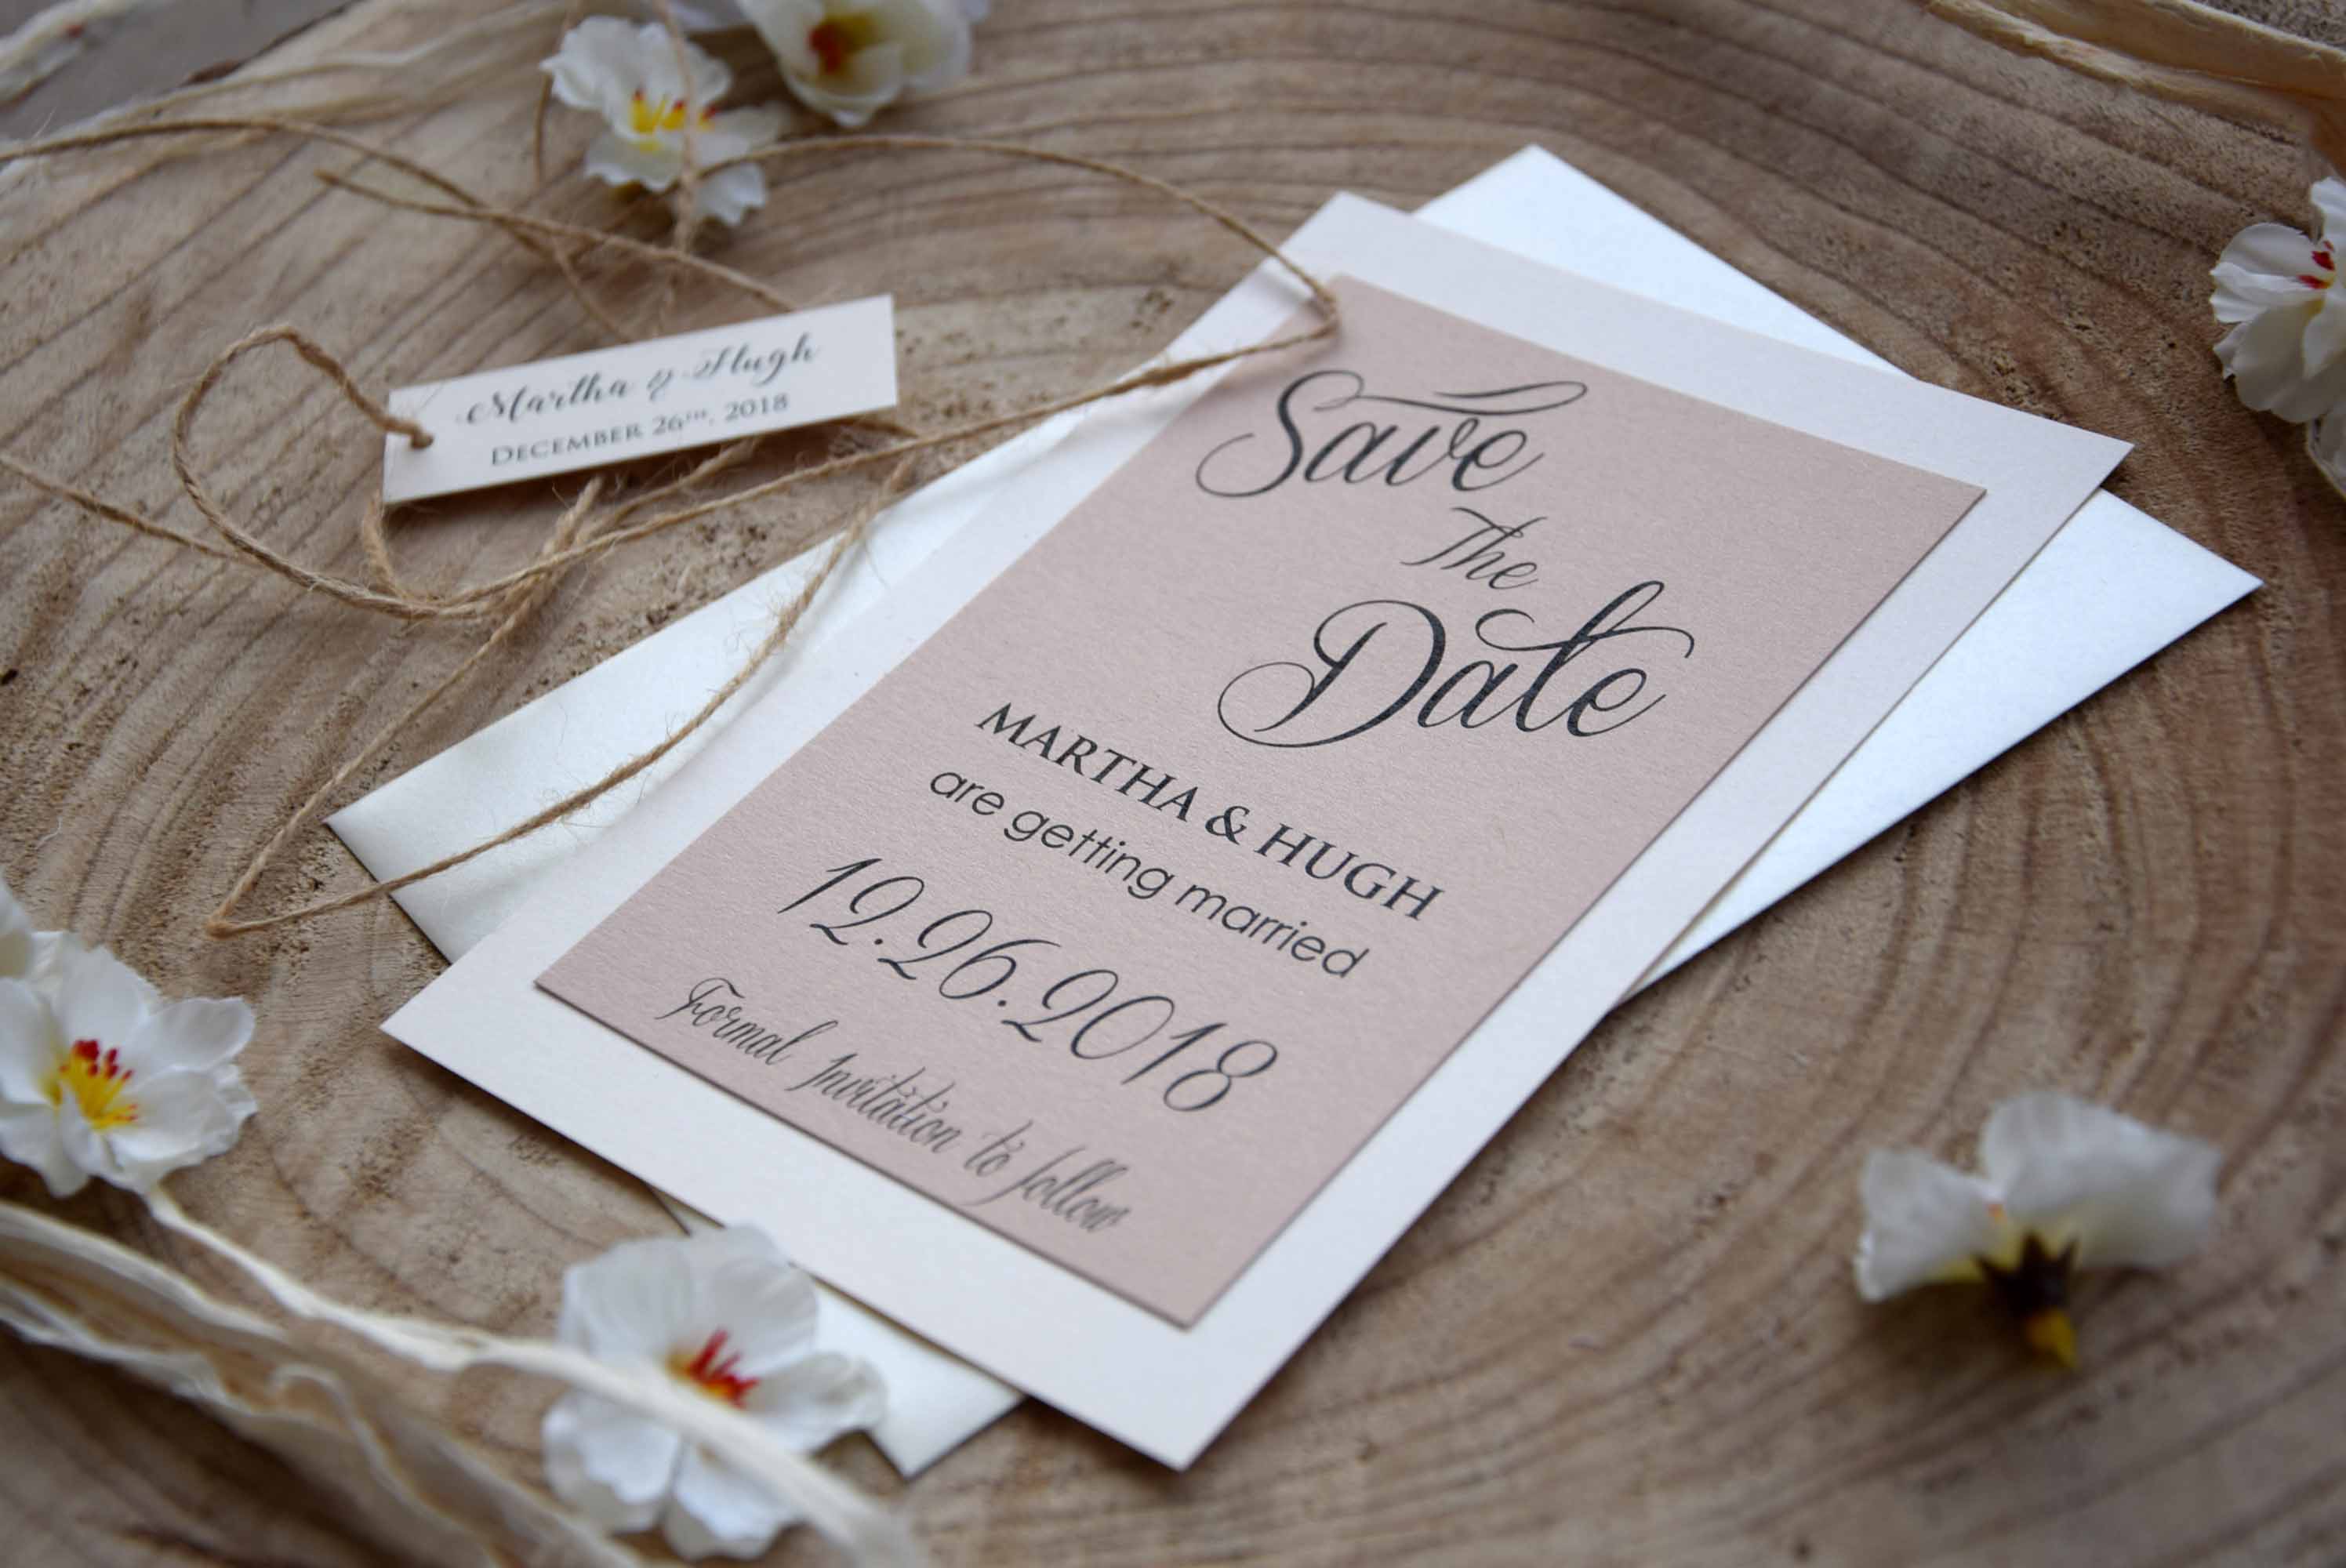 Martha & Hugh
DECEMBER 26TH, 2018
Save
The
Date
MARTHA & HUGH
are getting married
12.26.2018
Formal Invitation to follow